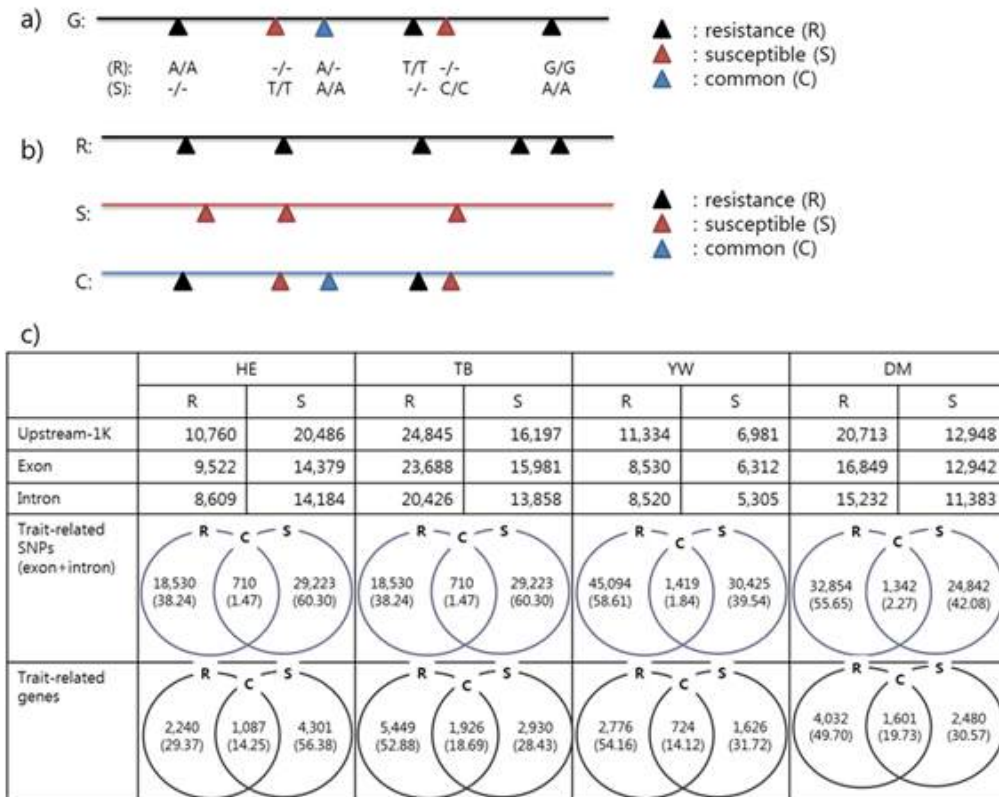 a)
G:
(R): A/A -/- A/- T/T -/- G/G
(S): -/- T/T A/A -/- C/C A/A
: resistance (R)
: susceptible (S)
: common (C)
b)
R:
S:
C:
: resistance (R)
: susceptible (S)
: common (C)
c)
HE TB YW DM
R S R S R S R S
Upstream-1K 10,760 20,486 24,845 16,197 11,334 6,981 20,713 12,948
Exon 9,522 14,379 23,688 15,981 8,530 6,312 16,849 12,942
Intron 8,609 14,184 20,426 13,858 8,520 5,305 15,232 11,383
Trait-related
SNPs
(exon+intron)
R C S R C S R C S R C S
18,530 710 29,223 18,530 710 29,223 45,094 1,419 30,425 32,854 1,342 24,842
(38.24) (1.47) (60.30) (38.24) (1.47) (60.30) (58.61) (1.84) (39.54) (55.65) (2.27) (42.08)
Trait-related
genes
R C S R C S R C S R C S
2,240 1,087 4,301 5,449 1,926 2,930 2,776 724 1,626 4,032 1,601 2,480
(29.37) (14.25) (56.38) (52.88) (18.69) (28.43) (54.16) (14.12) (31.72) (49.70) (19.73) (30.57)